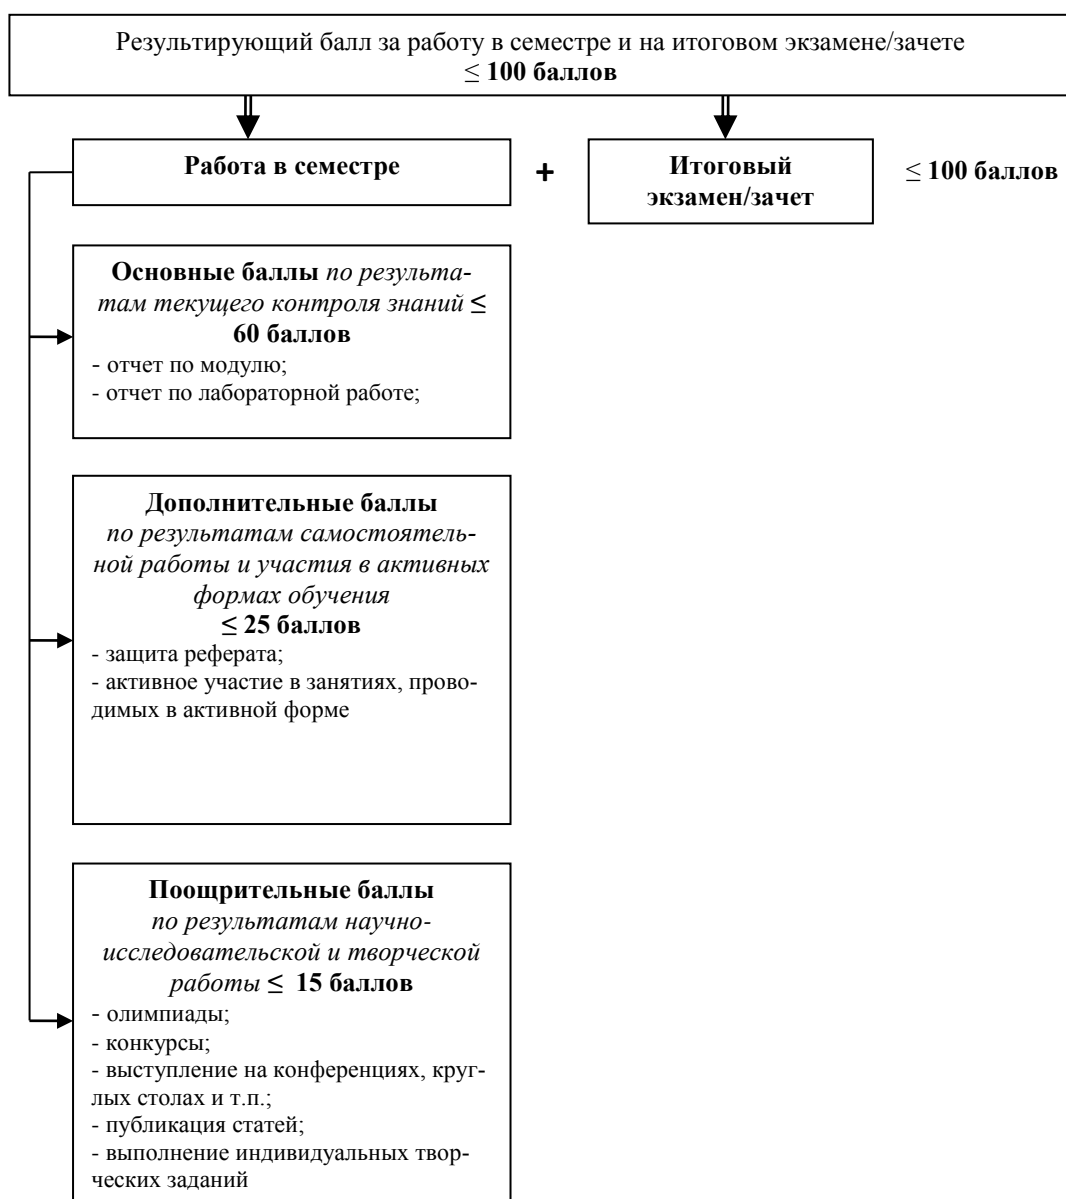 Результирующий балл за работу в семестре и на итоговом экзамене/зачете
≤ 100 баллов
Работа в семестре
+
Итоговый
экзамен/зачет
≤ 100 баллов
Основные баллы по результа-
там текущего контроля знаний ≤
60 баллов
- отчет по модулю;
- отчет по лабораторной работе;
Дополнительные баллы
по результатам самостоятель-
ной работы и участия в активных
формах обучения
≤ 25 баллов
- защита реферата;
- активное участие в занятиях, прово-
димых в активной форме
Поощрительные баллы
по результатам научно-
исследовательской и творческой
работы ≤ 15 баллов
- олимпиады;
- конкурсы;
- выступление на конференциях, круг-
лых столах и т.п.;
- публикация статей;
- выполнение индивидуальных твор-
ческих заданий